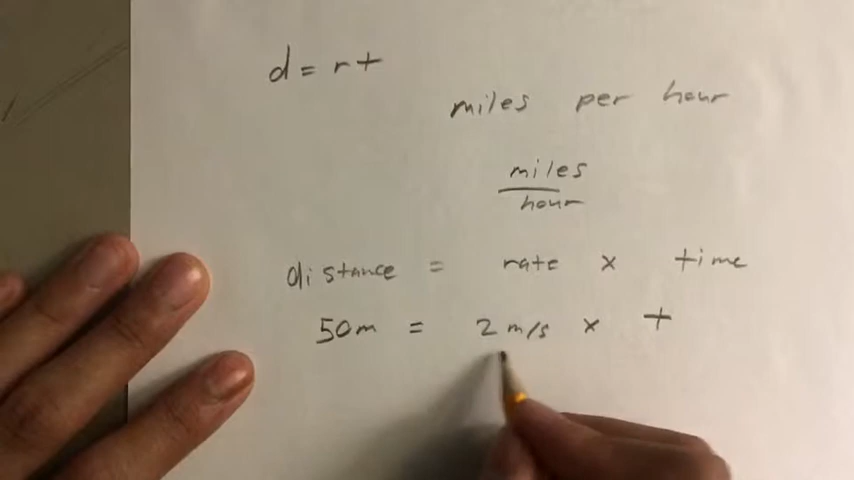 d = rt
miles per hour
miles
hour
distance = rate x time
50m = 2 m/s x t